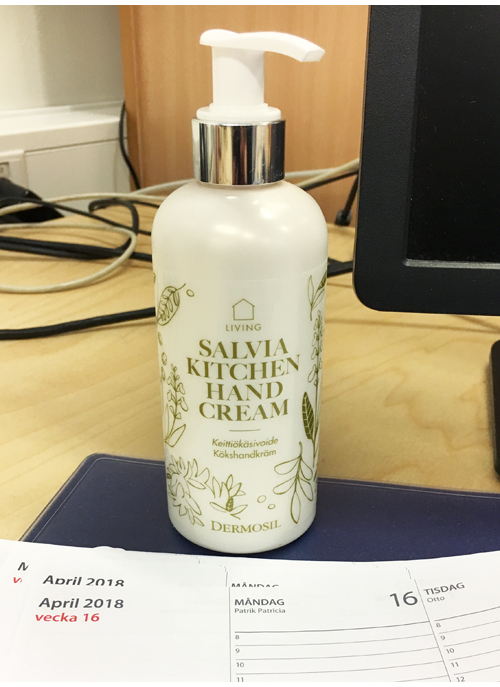 LIVING
SALVIA
KITCHEN
HAND
CREAM
Keittiökäsivoide
Kökshandkräm
DERMOSIL
April 2018
April 2018
vecka 16
MÅNDAG
MÅNDAG
Patrik Patricia
16
TISDAG
Otto
8
9
10
11
8
9
10
11